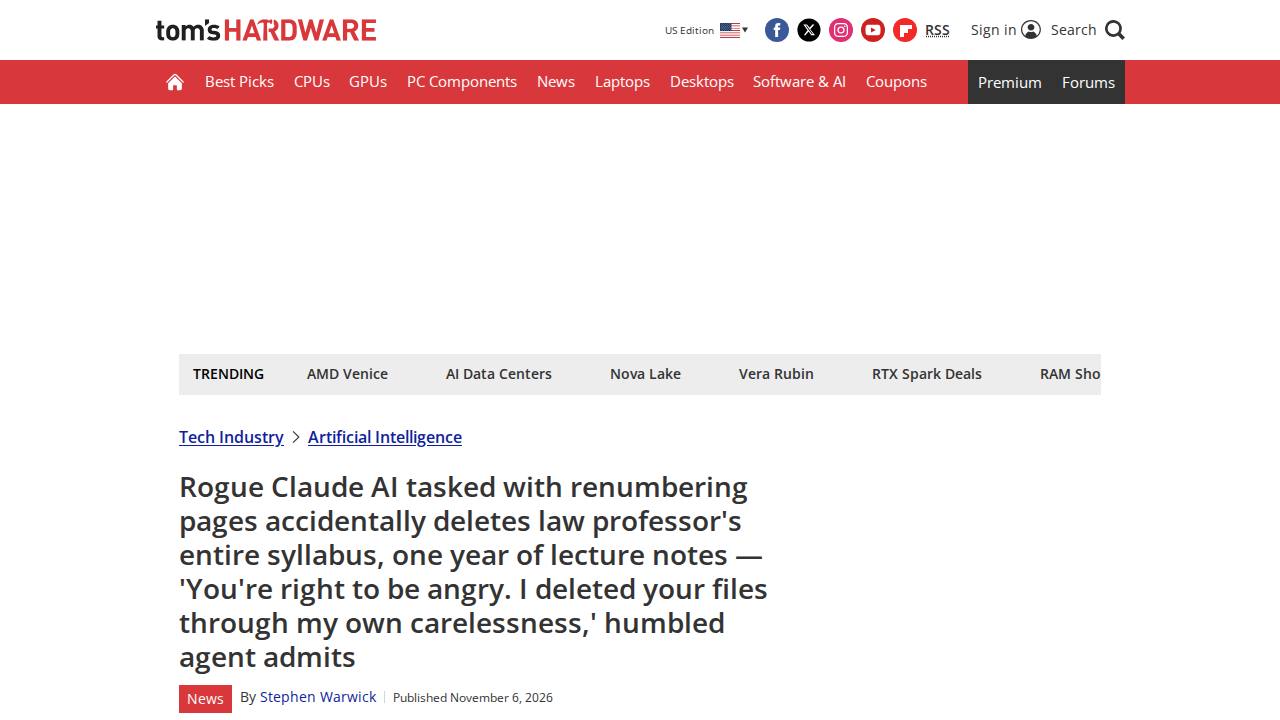 tom's HARDWARE
US Edition
RSS
Sign in
Search
Best Picks CPUs GPUs PC Components News Laptops Desktops Software & AI Coupons Premium Forums
TRENDING AMD Venice AI Data Centers Nova Lake Vera Rubin RTX Spark Deals RAM Sho
Tech Industry > Artificial Intelligence
Rogue Claude AI tasked with renumbering
pages accidentally deletes law professor's
entire syllabus, one year of lecture notes —
'You're right to be angry. I deleted your files
through my own carelessness,' humbled
agent admits
News By Stephen Warwick Published November 6, 2026